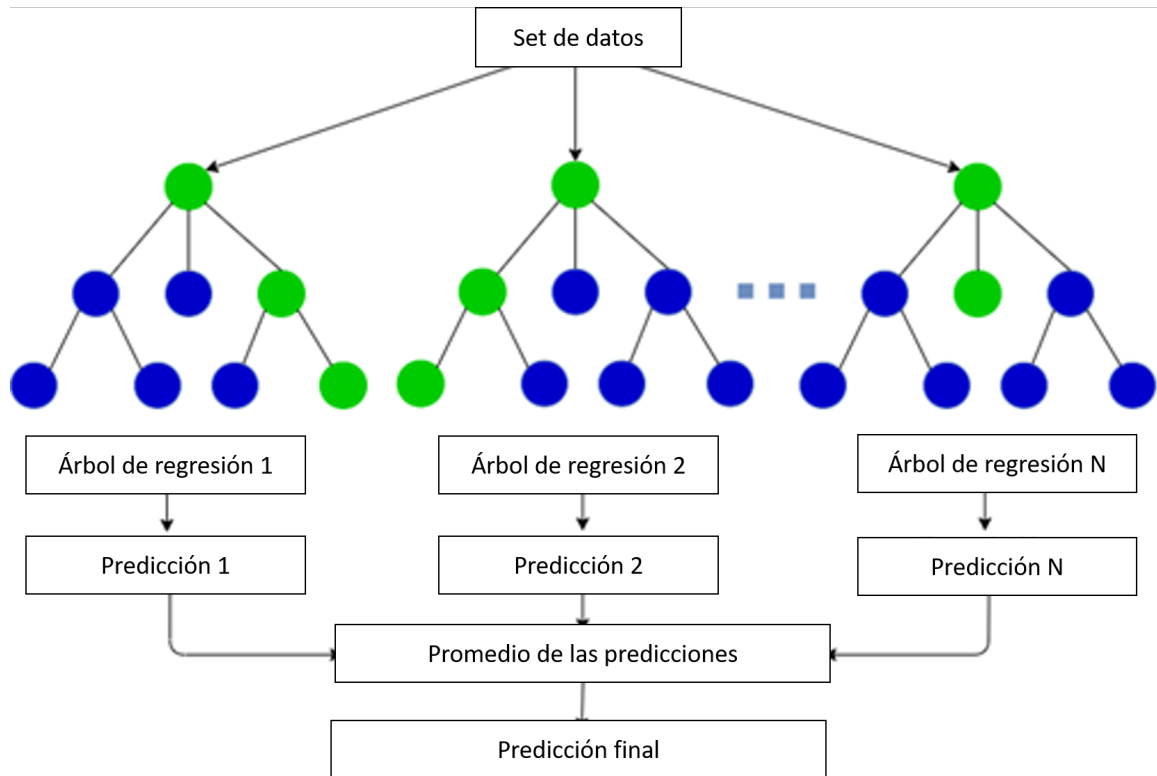 Set de datos
Árbol de regresión 1
Árbol de regresión 2
Árbol de regresión N
Predicción 1
Predicción 2
Predicción N
Promedio de las predicciones
Predicción final